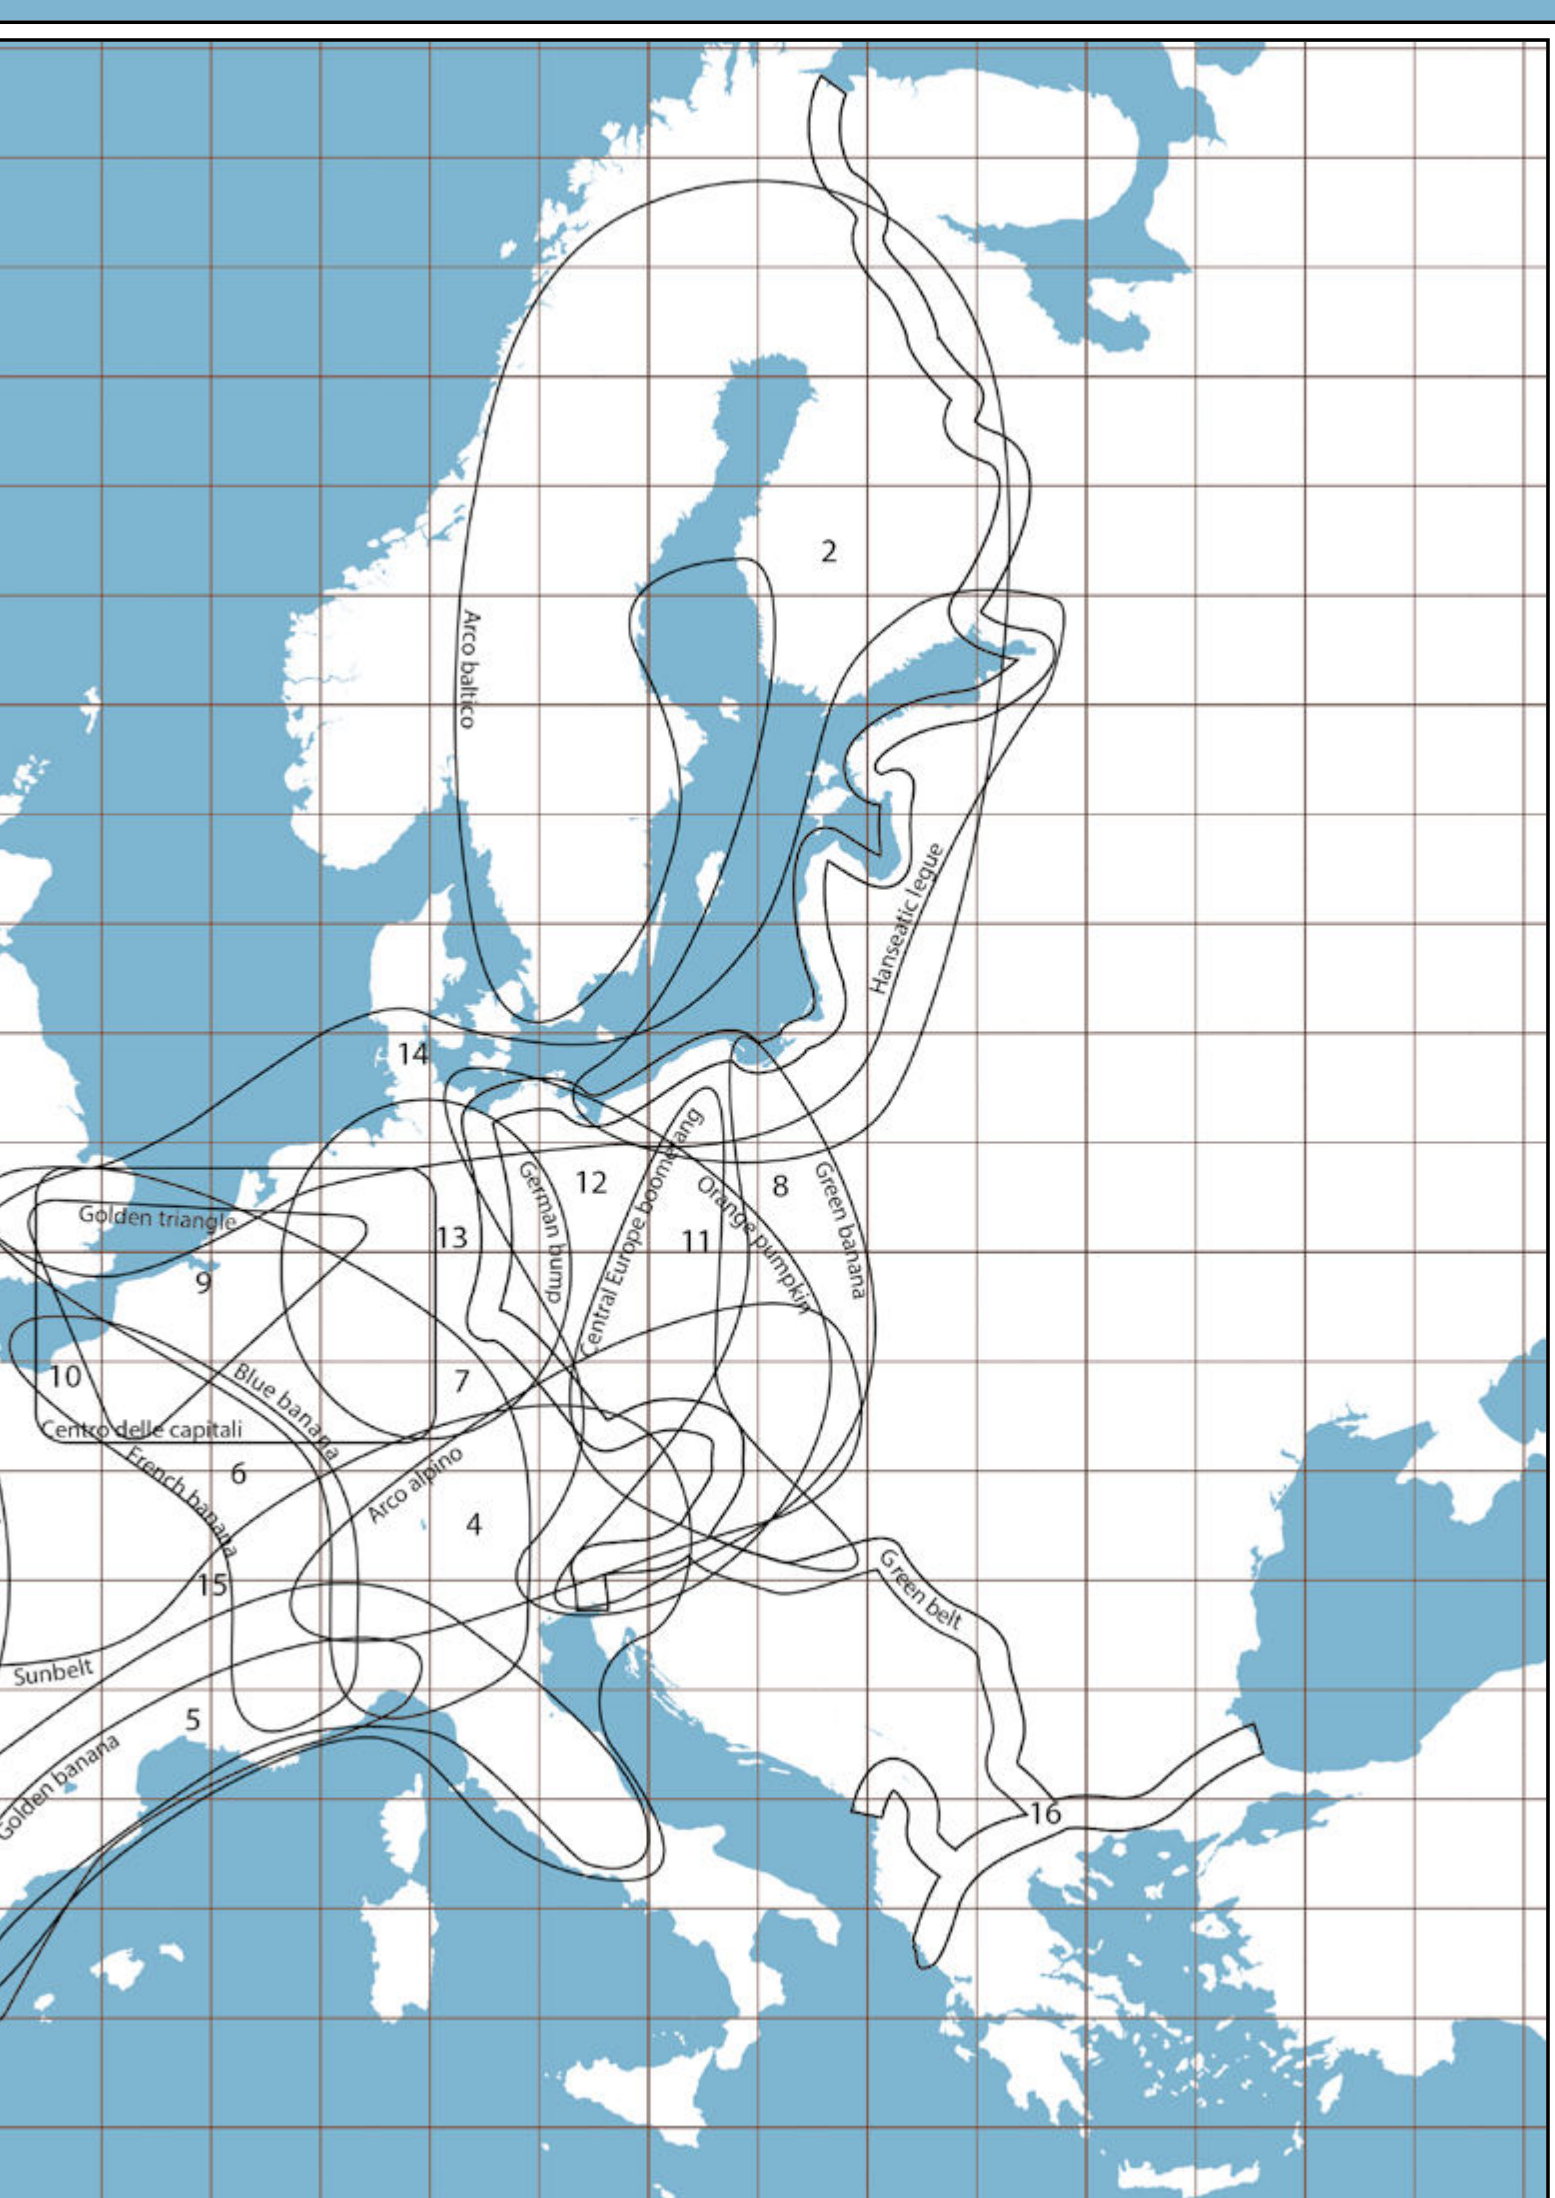 2
Arco baltico
Hanseatic legue
14
German bump
12
Central Europe boomerang
Orange pumpkin
8
Green banana
Golden triangle
13
11
9
10
Blue banana
7
Centro delle capitali
French banana
6
Arco alpino
4
15
Green belt
Sunbelt
5
Golden banana
16